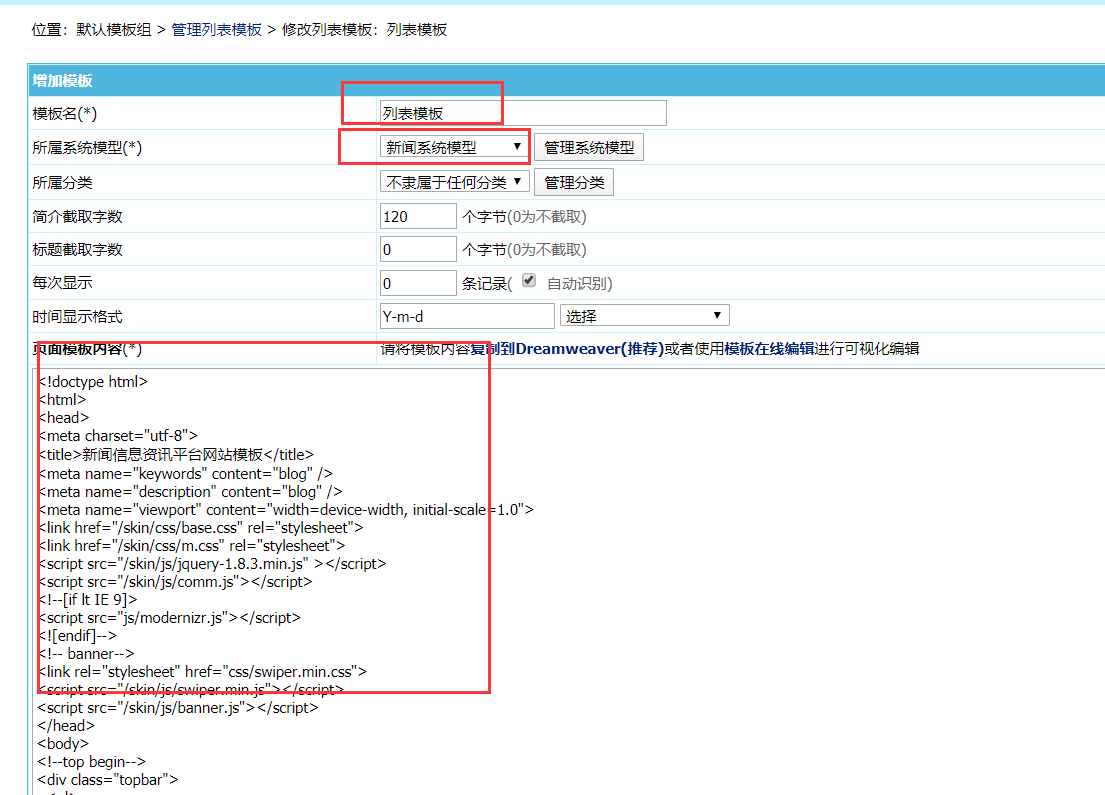 位置：默认模板组 > 管理列表模板 > 修改列表模板：列表模板
增加模板
模板名(*) 列表模板
所属系统模型(*) 新闻系统模型 管理系统模型
所属分类 不隶属于任何分类 管理分类
简介截取字数 120 个字节(0为不截取)
标题截取字数 0 个字节(0为不截取)
每次显示 0 条记录( 自动识别)
时间显示格式 Y-m-d 选择
页面模板内容(*) 请将模板内容复制到Dreamweaver(推荐)或者使用模板在线编辑进行可视化编辑
<!doctype html>
<html>
<head>
<meta charset="utf-8">
<title>新闻信息资讯平台网站模板</title>
<meta name="keywords" content="blog" />
<meta name="description" content="blog" />
<meta name="viewport" content="width=device-width, initial-scale=1.0">
<link href="/skin/css/base.css" rel="stylesheet">
<link href="/skin/css/m.css" rel="stylesheet">
<script src="/skin/js/jquery-1.8.3.min.js" ></script>
<script src="/skin/js/comm.js"></script>
<!--[if lt IE 9]>
<script src="js/modernizr.js"></script>
<![endif]-->
<!-- banner-->
<link rel="stylesheet" href="css/swiper.min.css">
<script src="/skin/js/swiper.min.js"></script>
<script src="/skin/js/banner.js"></script>
</head>
<body>
<!--top begin-->
<div class="topbar">